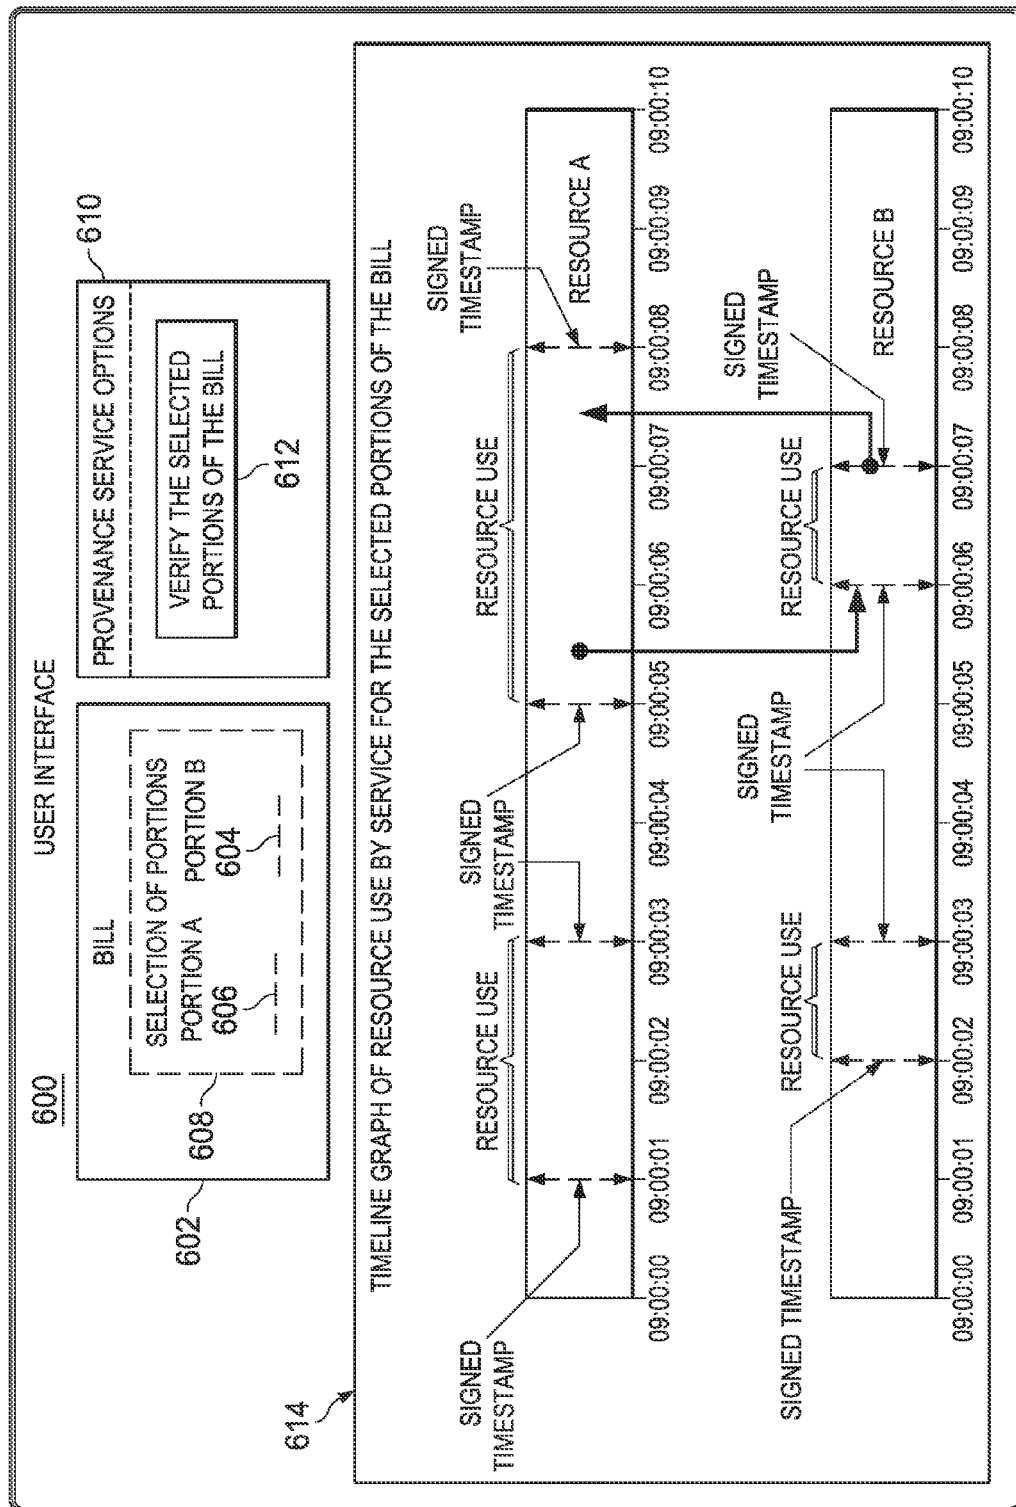 USER INTERFACE
600
602
BILL
SELECTION OF PORTIONS
PORTION A PORTION B
606 604
608
610
PROVENANCE SERVICE OPTIONS
VERIFY THE SELECTED
PORTIONS OF THE BILL
612
614
TIMELINE GRAPH OF RESOURCE USE BY SERVICE FOR THE SELECTED PORTIONS OF THE BILL
SIGNED
TIMESTAMP
RESOURCE USE
SIGNED
TIMESTAMP
RESOURCE USE
SIGNED
TIMESTAMP
RESOURCE A
09:00:00 09:00:01 09:00:02 09:00:03 09:00:04 09:00:05 09:00:06 09:00:07 09:00:08 09:00:09 09:00:10
SIGNED TIMESTAMP
RESOURCE USE
SIGNED
TIMESTAMP
RESOURCE USE
SIGNED
TIMESTAMP
RESOURCE B
09:00:00 09:00:01 09:00:02 09:00:03 09:00:04 09:00:05 09:00:06 09:00:07 09:00:08 09:00:09 09:00:10